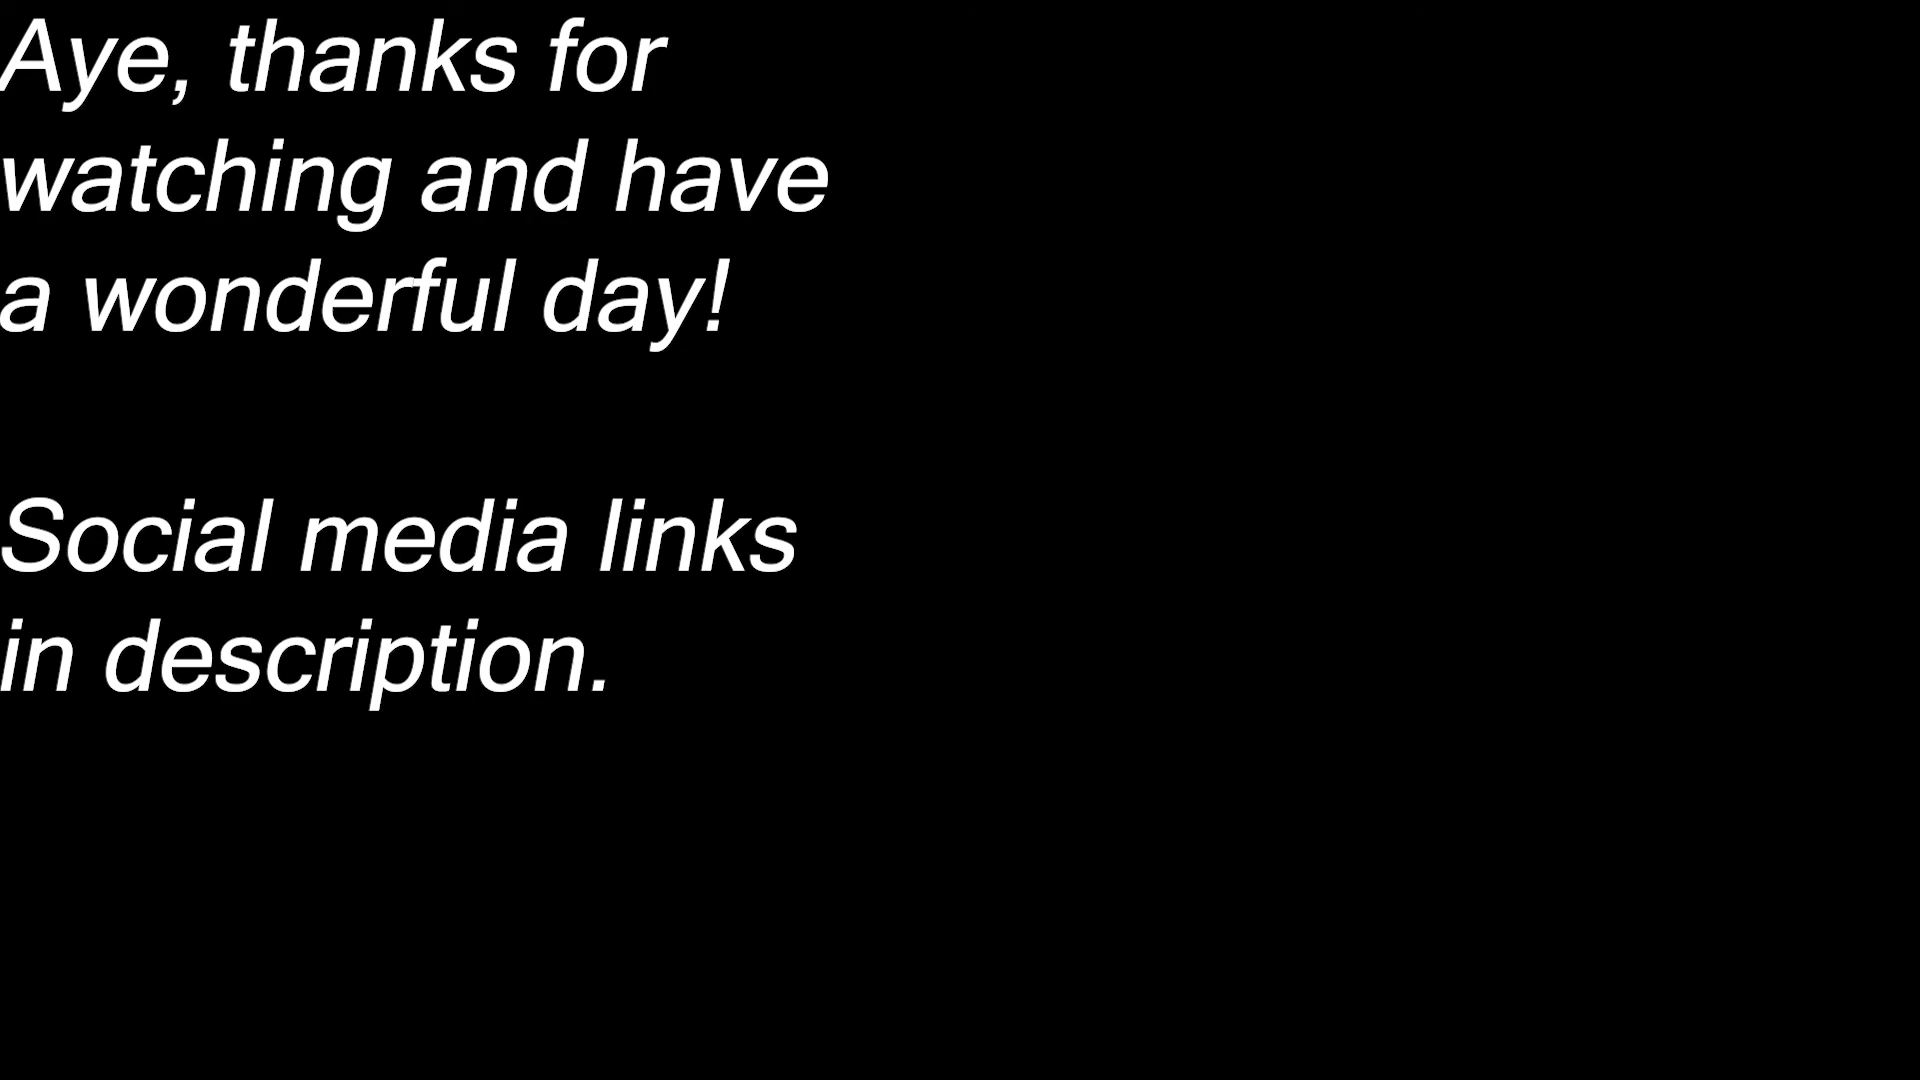 Aye, thanks for
watching and have
a wonderful day!
Social media links
in description.